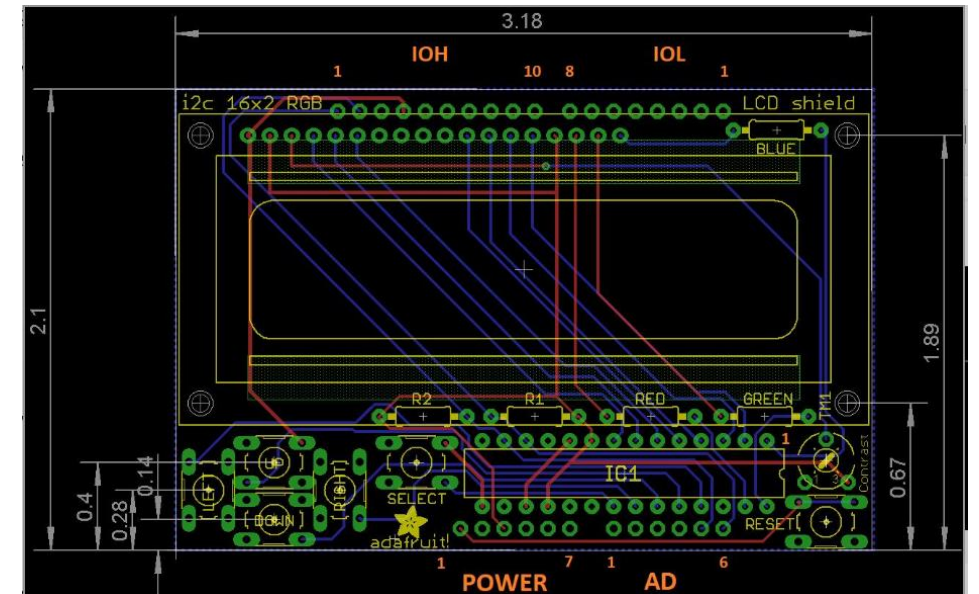 3.18
IOH IOL
1 10 8 1
i2c 16x2 RGB LCD shield
BLUE
2.1
1.89
R2 R1 RED GREEN
TM1
1
UP
LEFT
RIGHT
IC1
3
Contrast
0.14
0.4
0.28
0.67
SELECT
DOWN
RESET
adafruit!
1 7 1 6
POWER AD